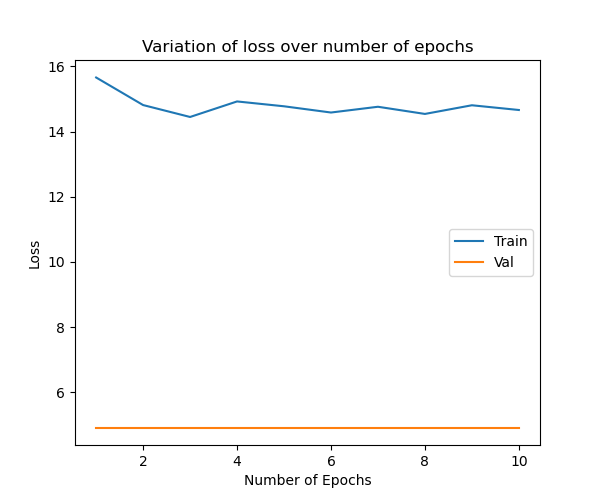 Variation of loss over number of epochs
16
14
12
10
8
6
Loss
Train
Val
2 4 6 8 10
Number of Epochs